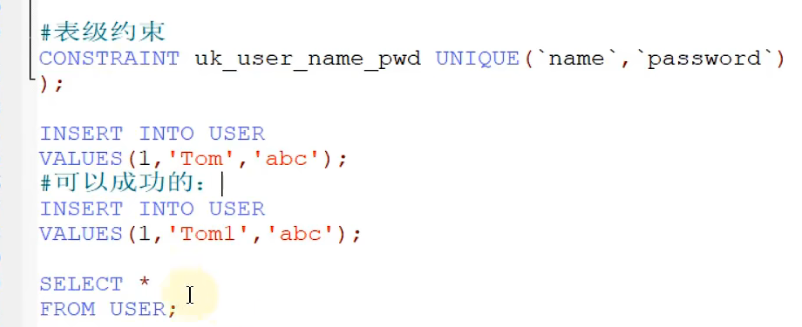 #表级约束
CONSTRAINT uk_user_name_pwd UNIQUE(`name`,`password`)
);
INSERT INTO USER
VALUES(1,'Tom','abc');
#可以成功的：
INSERT INTO USER
VALUES(1,'Tom1','abc');
SELECT *
FROM USER;